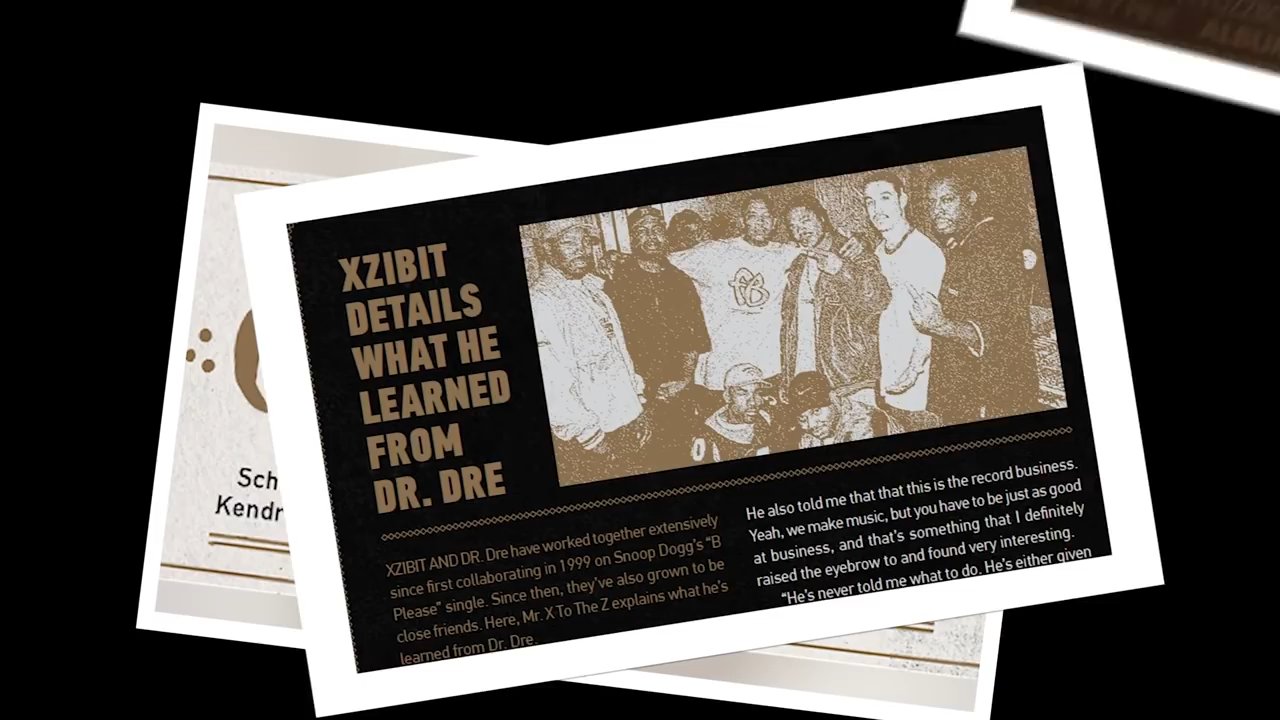 XZIBIT
DETAILS
WHAT HE
LEARNED
FROM
DR. DRE
XZIBIT AND DR. Dre have worked together extensively
since first collaborating in 1999 on Snoop Dogg's "B
Please" single. Since then, they've also grown to be
close friends. Here, Mr. X To The Z explains what he's
learned from Dr. Dre.
He also told me that that this is the record business.
Yeah, we make music, but you have to be just as good
at business, and that's something that I definitely
raised the eyebrow to and found very interesting.
"He's never told me what to do. He's either given
Sch
Kendr
ALBUM